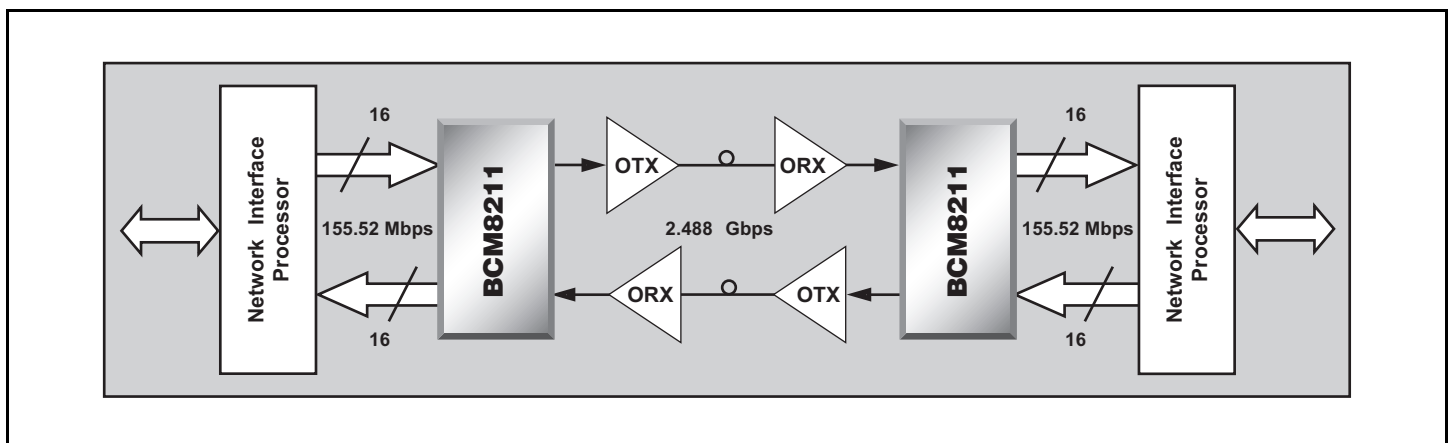 16
16
Network Interface
Processor
155.52 Mbps
BCM8211
OTX
ORX
2.488 Gbps
ORX
OTX
BCM8211
155.52 Mbps
Network Interface
Processor
16
16